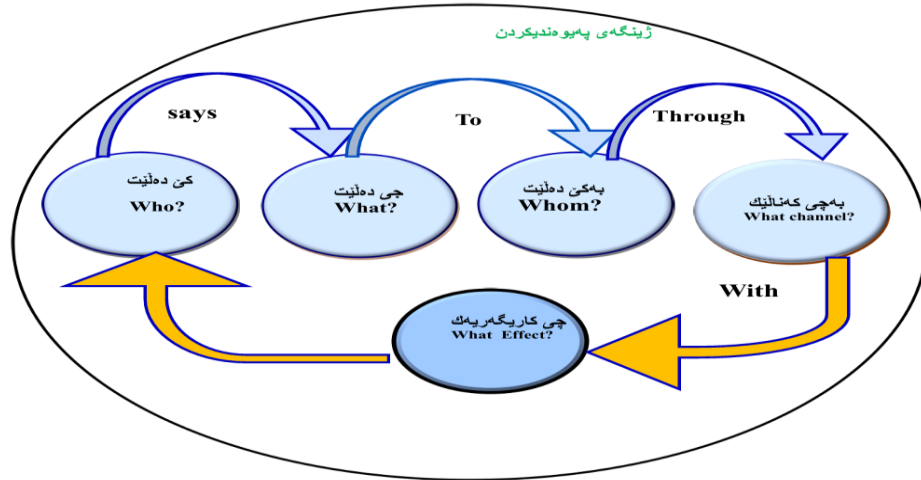 ژینگەی پەیوەندیکردن
says
To
Through
کێ دەڵێت
Who?
جی دەڵێت
What?
بەکێ دەڵێت
Whom?
بەچی کەناڵێك
What channel?
With
چی کاریگەریەك
What Effect?